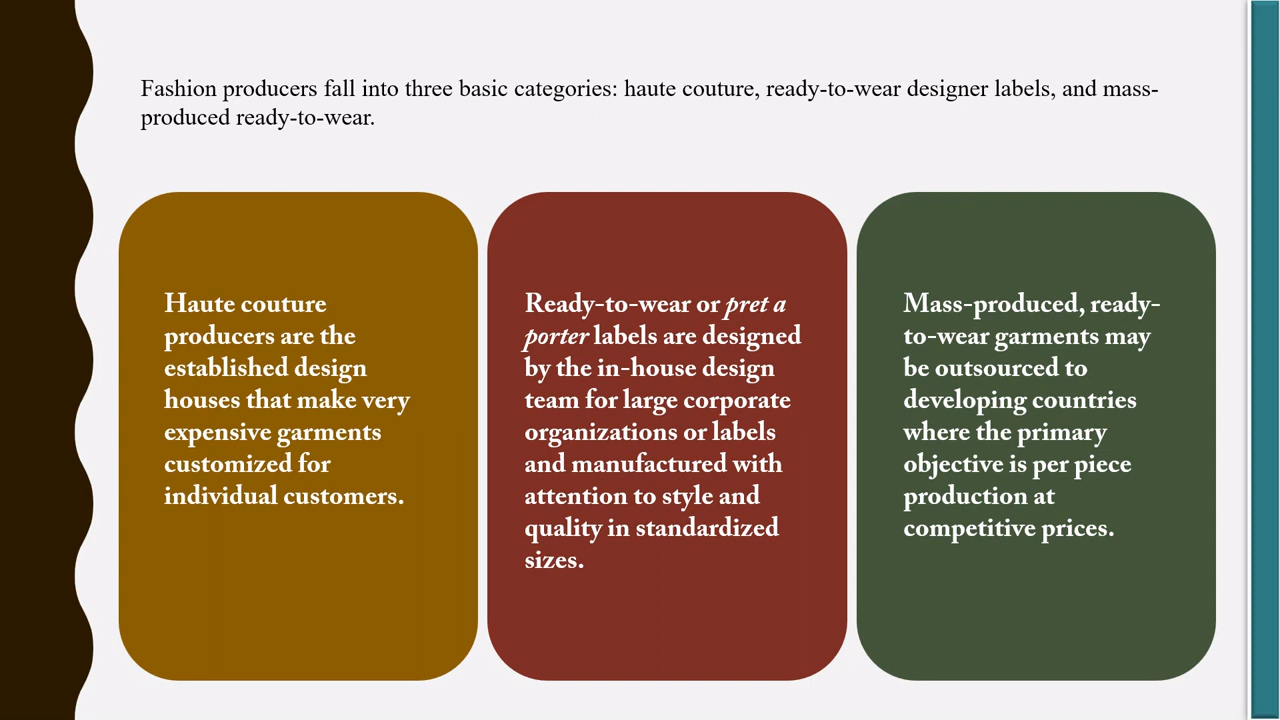 Fashion producers fall into three basic categories: haute couture, ready-to-wear designer labels, and mass-
produced ready-to-wear.
Haute couture
producers are the
established design
houses that make very
expensive garments
customized for
individual customers.
Ready-to-wear or pret a
porter labels are designed
by the in-house design
team for large corporate
organizations or labels
and manufactured with
attention to style and
quality in standardized
sizes.
Mass-produced, ready-
to-wear garments may
be outsourced to
developing countries
where the primary
objective is per piece
production at
competitive prices.